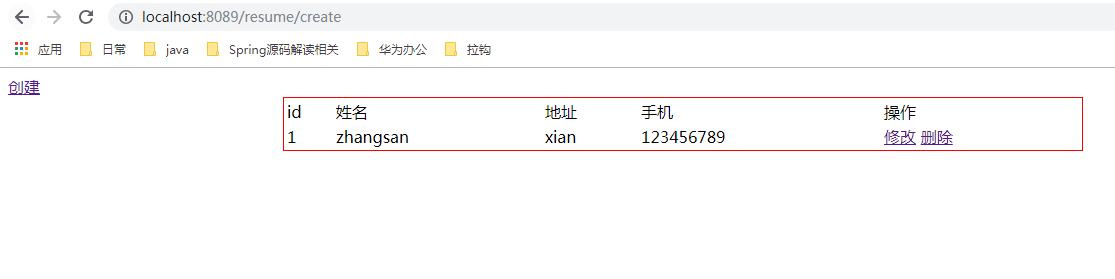 localhost:8089/resume/create
应用 日常 java Spring源码解读相关 华为办公 拉钩
创建
id 姓名 地址 手机 操作
1 zhangsan xian 123456789 修改 删除